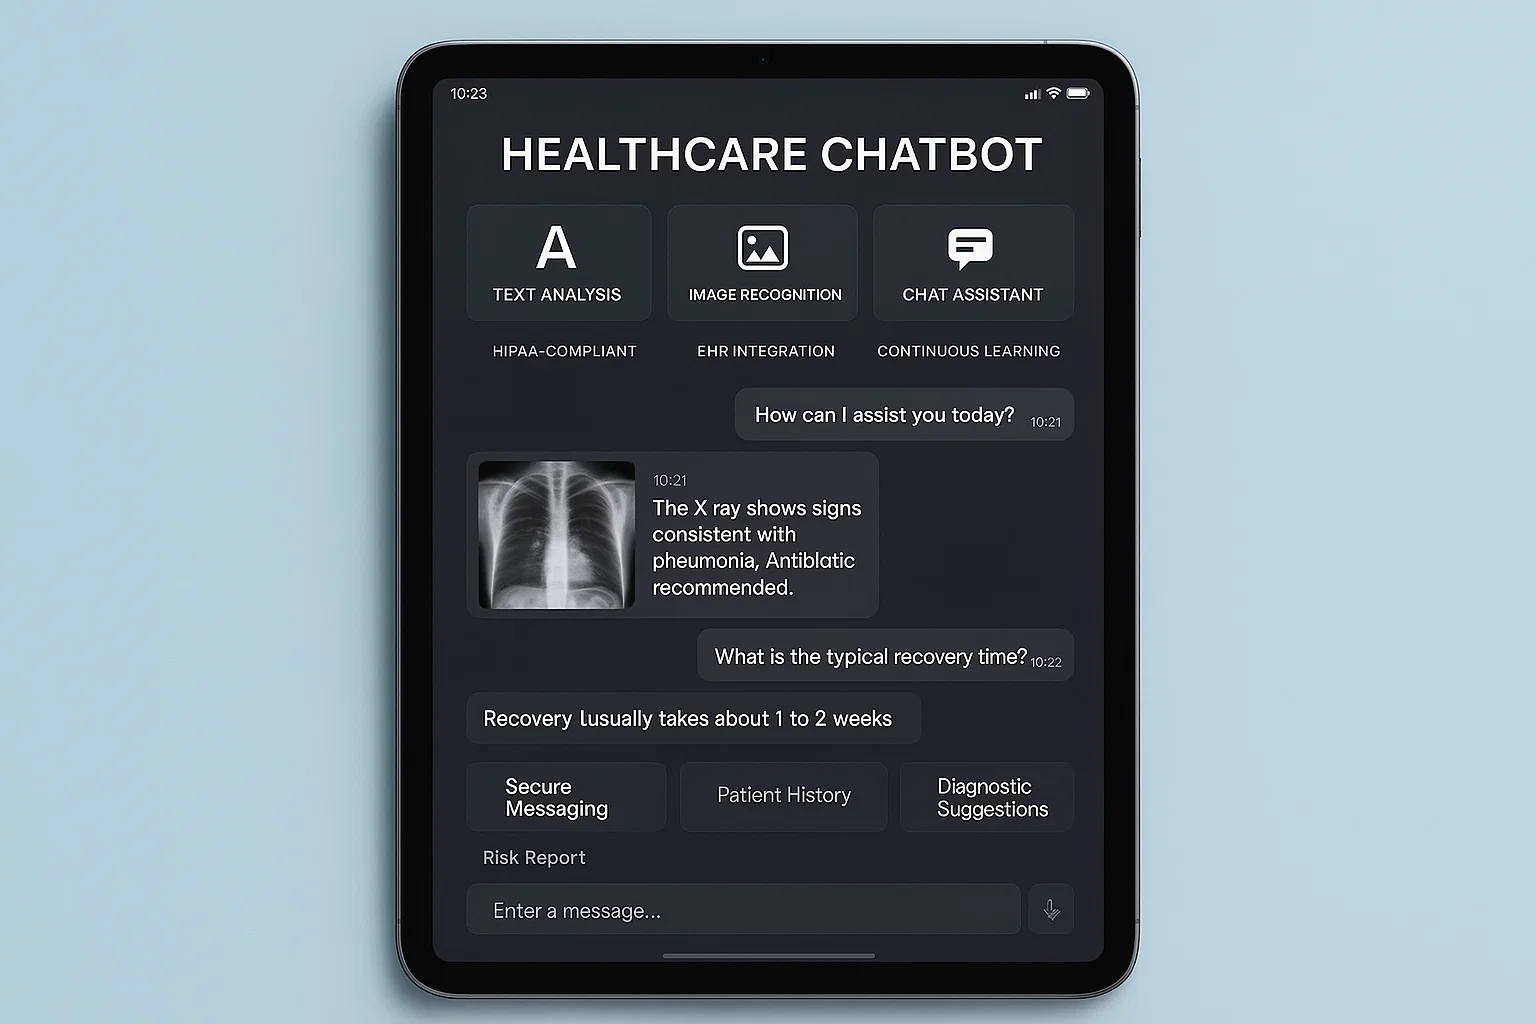 10:23
HEALTHCARE CHATBOT
A
TEXT ANALYSIS
IMAGE RECOGNITION
CHAT ASSISTANT
HIPAA-COMPLIANT
EHR INTEGRATION
CONTINUOUS LEARNING
How can I assist you today? 10:21
10:21
The X ray shows signs
consistent with
pheumonia, Antiblatic
recommended.
What is the typical recovery time? 10:22
Recovery lusually takes about 1 to 2 weeks
Secure
Messaging
Patient History
Diagnostic
Suggestions
Risk Report
Enter a message...